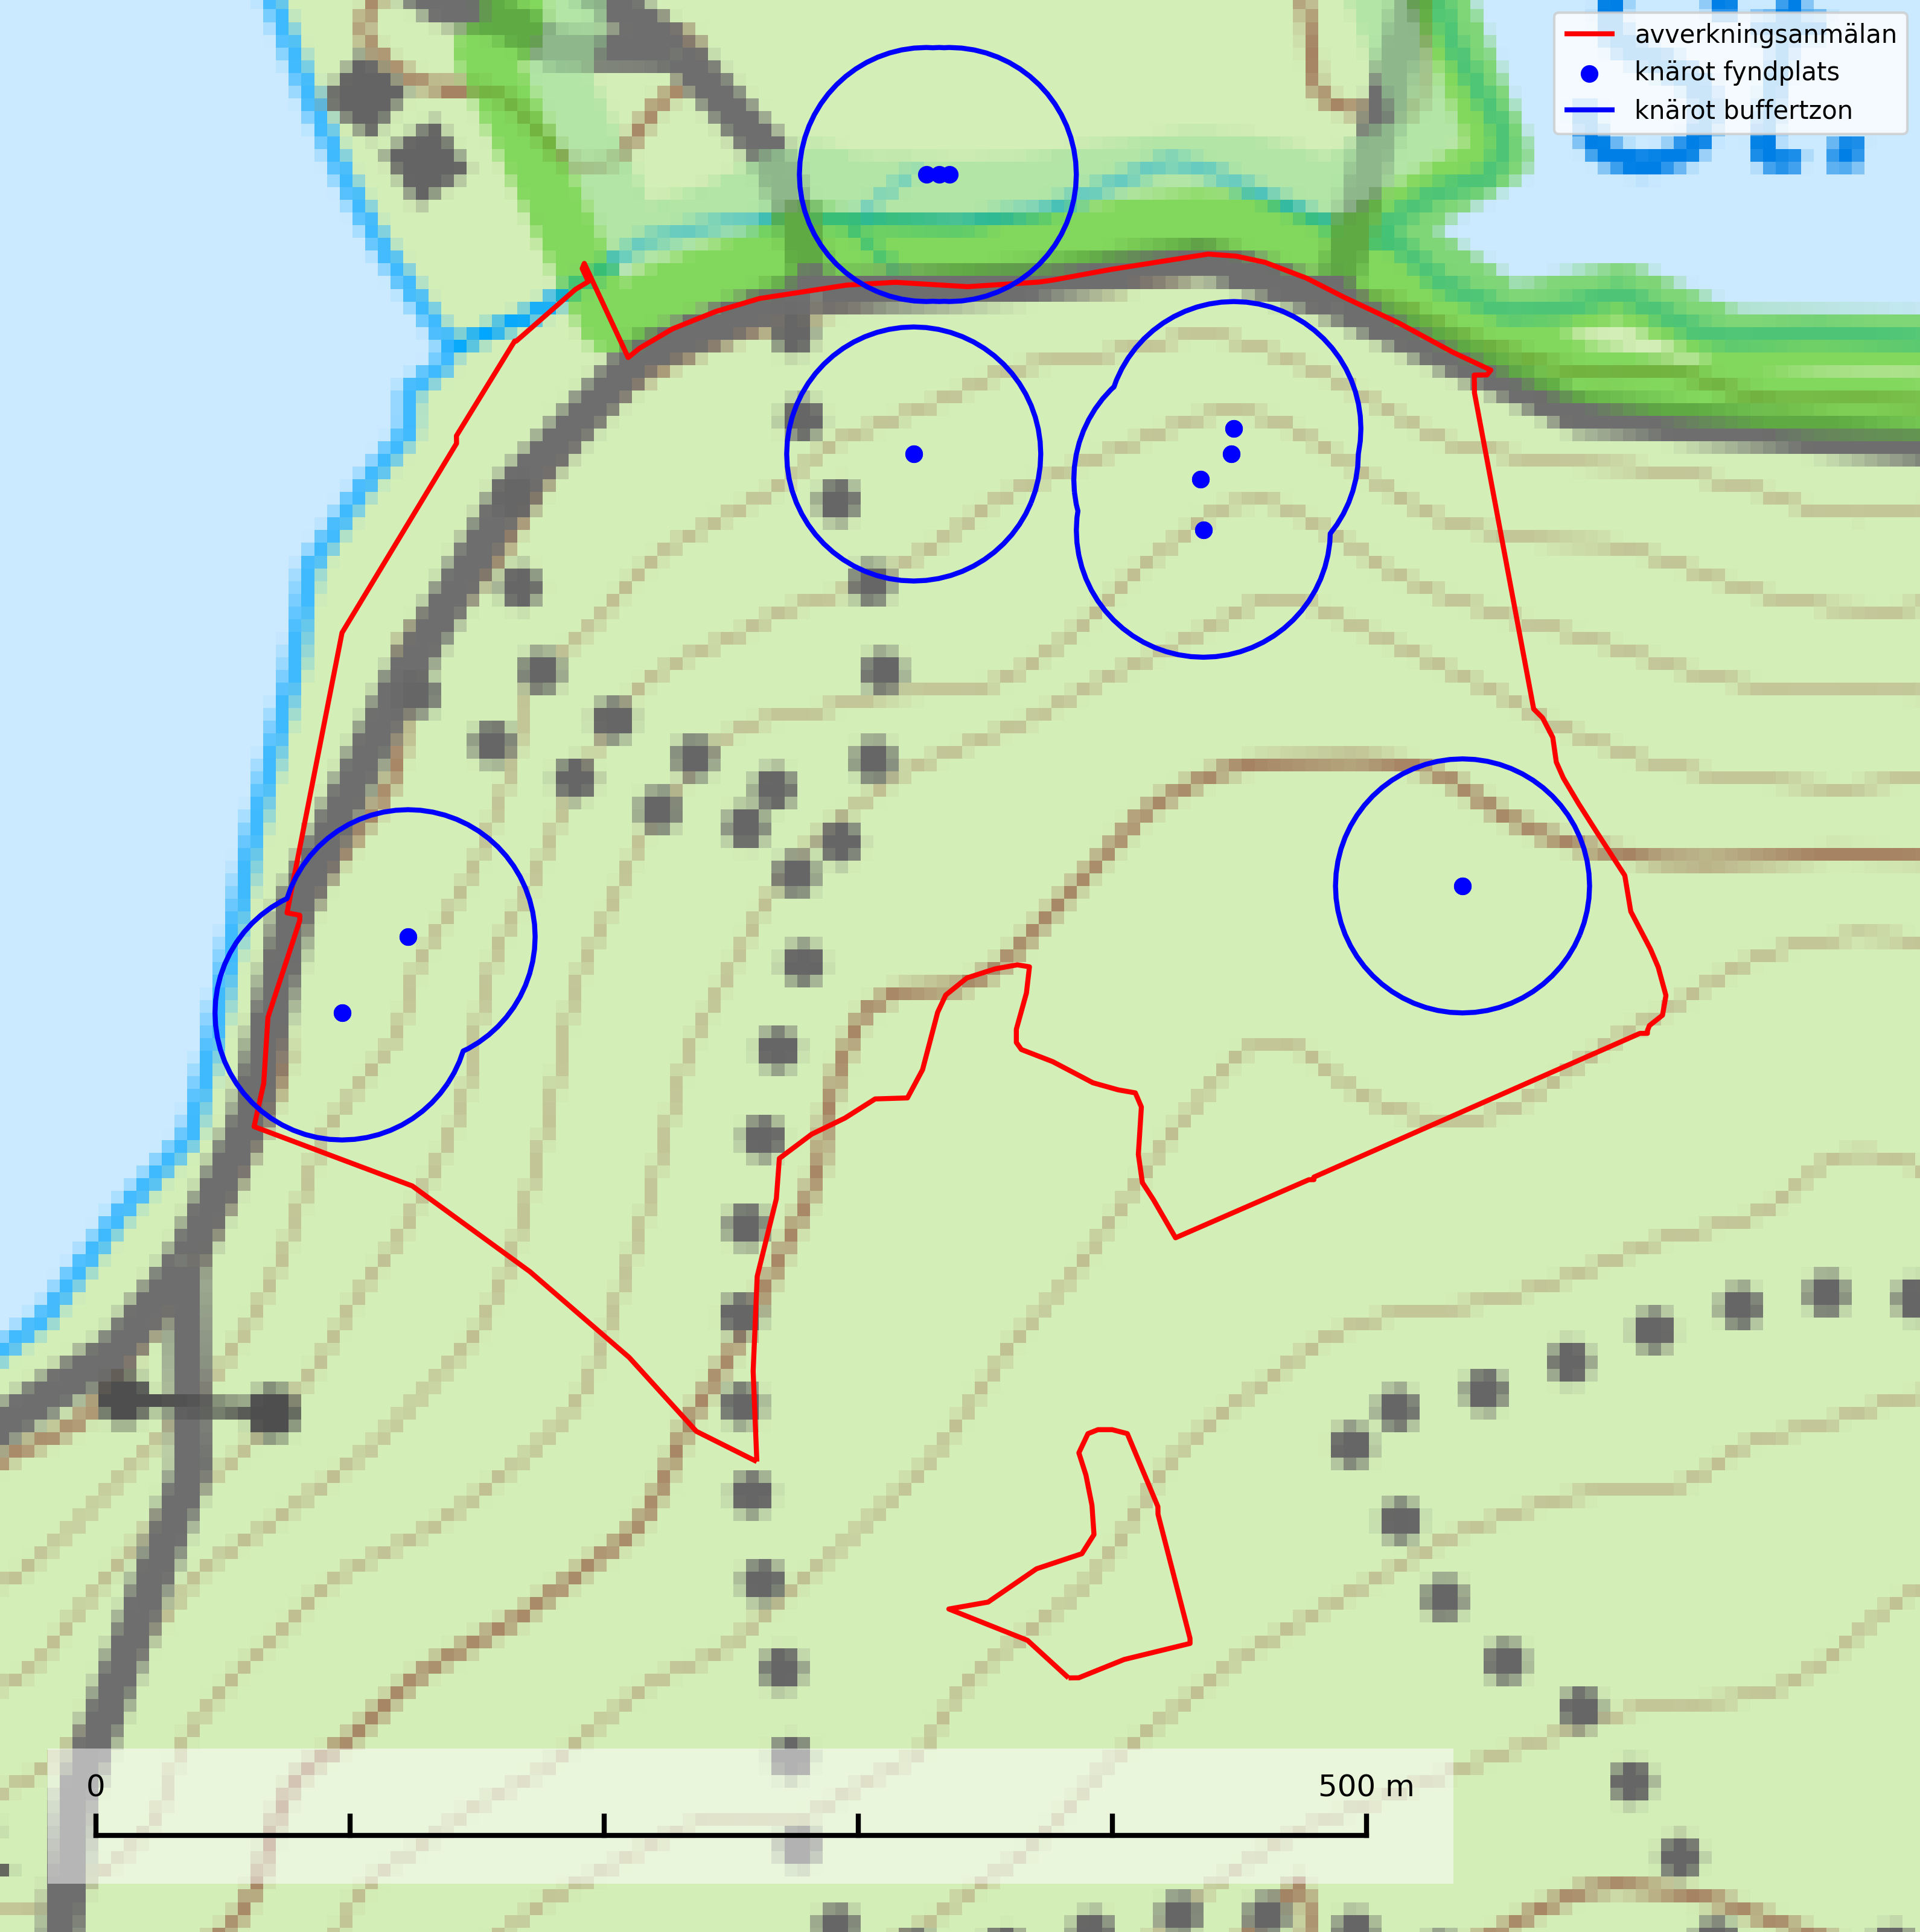 avverkningsanmälan
knärot fyndplats
knärot buffertzon
0 500 m